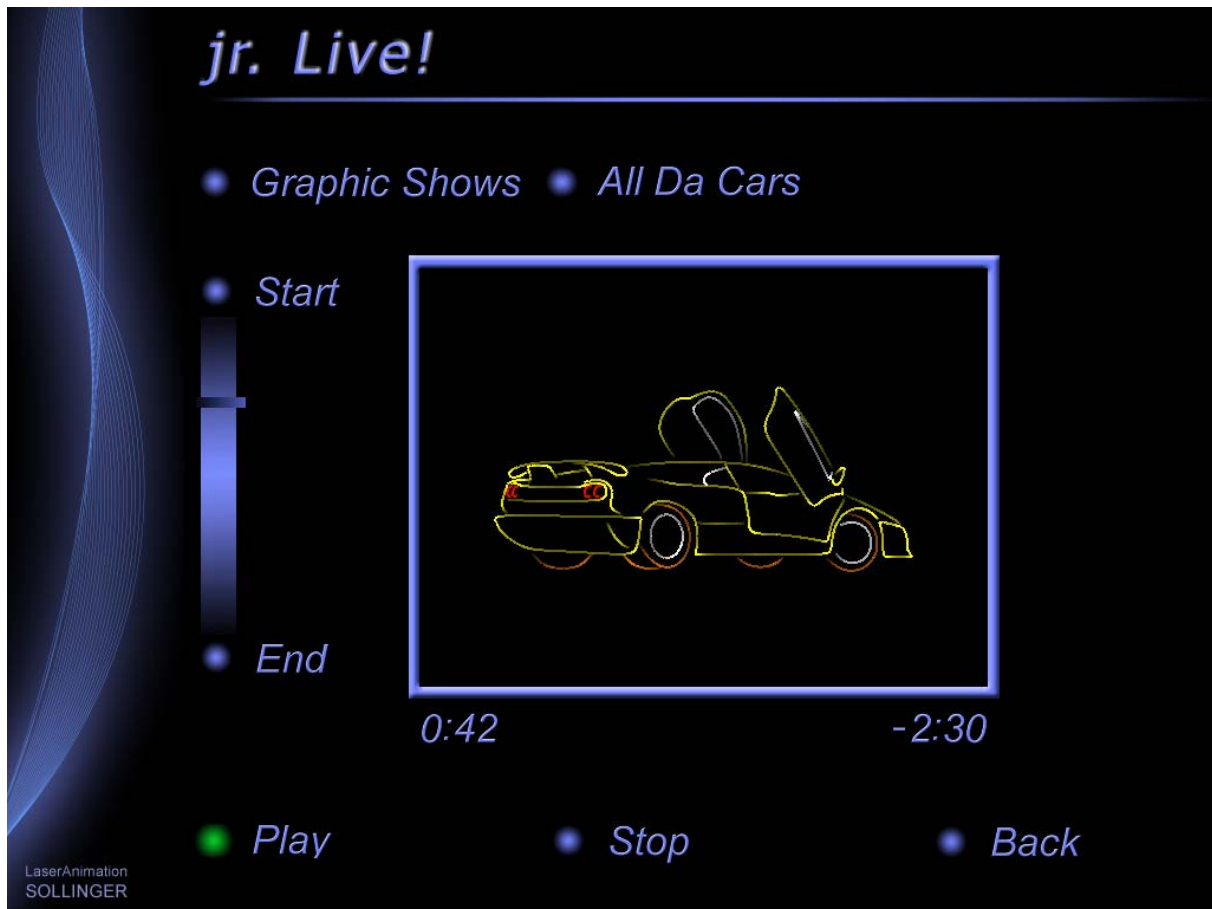 jr. Live!
Graphic Shows All Da Cars
Start
End
0:42 -2:30
Play Stop Back
LaserAnimation
SOLLINGER